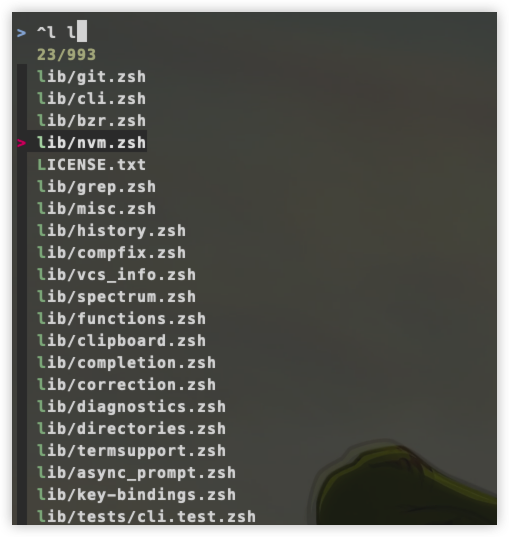 > ^l l
23/993
lib/git.zsh
lib/cli.zsh
lib/bzr.zsh
> lib/nvm.zsh
LICENSE.txt
lib/grep.zsh
lib/misc.zsh
lib/history.zsh
lib/compfix.zsh
lib/vcs_info.zsh
lib/spectrum.zsh
lib/functions.zsh
lib/clipboard.zsh
lib/completion.zsh
lib/correction.zsh
lib/diagnostics.zsh
lib/directories.zsh
lib/termsupport.zsh
lib/async_prompt.zsh
lib/key-bindings.zsh
lib/tests/cli.test.zsh